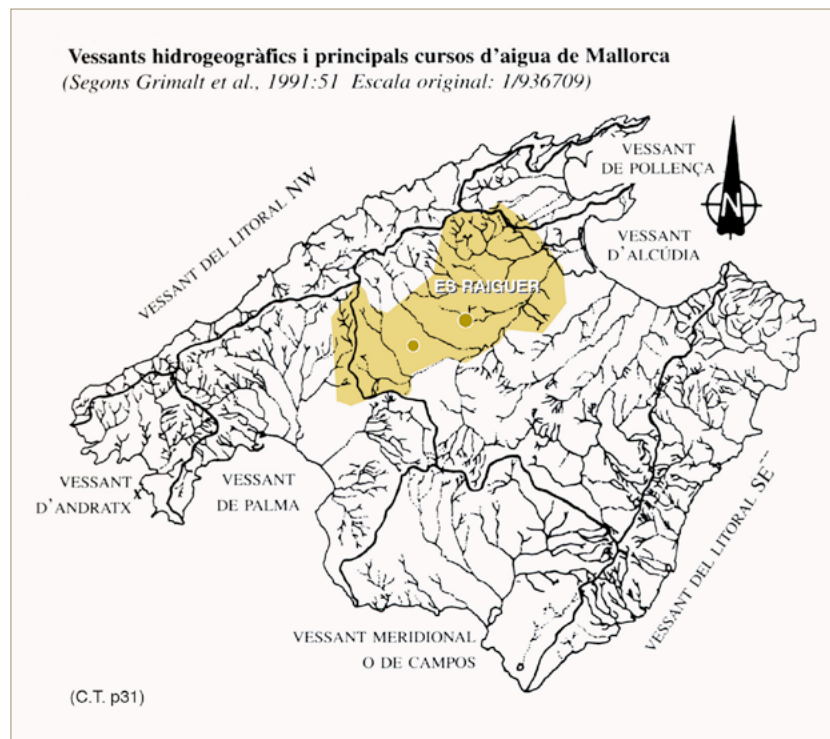 Vessants hidrogeogràfics i principals cursos d'aigua de Mallorca
(Segons Grimalt et al., 1991:51 Escala original: 1/936709)
VESSANT
DE POLLENÇA
N
VESSANT DEL LITORAL NW
VESSANT
D'ALCÚDIA
ES RAIGUER
VESSANT
D'ANDRATX
VESSANT
DE PALMA
VESSANT DEL LITORAL SE
VESSANT MERIDIONAL
O DE CAMPOS
(C.T. p31)